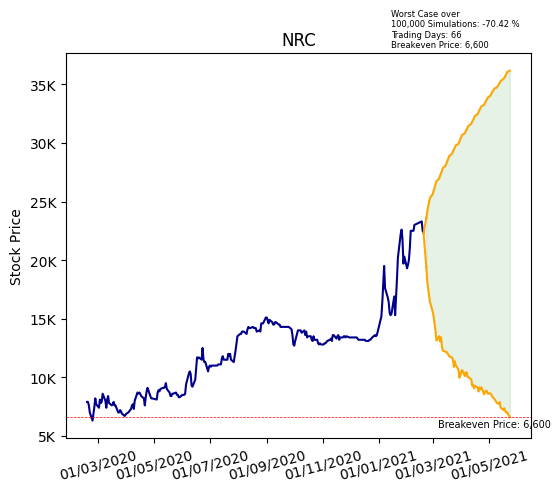 Worst Case over
100,000 Simulations: -70.42 %
Trading Days: 66
Breakeven Price: 6,600
NRC
35K
30K
25K
20K
15K
10K
5K
Stock Price
Breakeven Price: 6,600
01/03/2020
01/05/2020
01/07/2020
01/09/2020
01/11/2020
01/01/2021
01/03/2021
01/05/2021